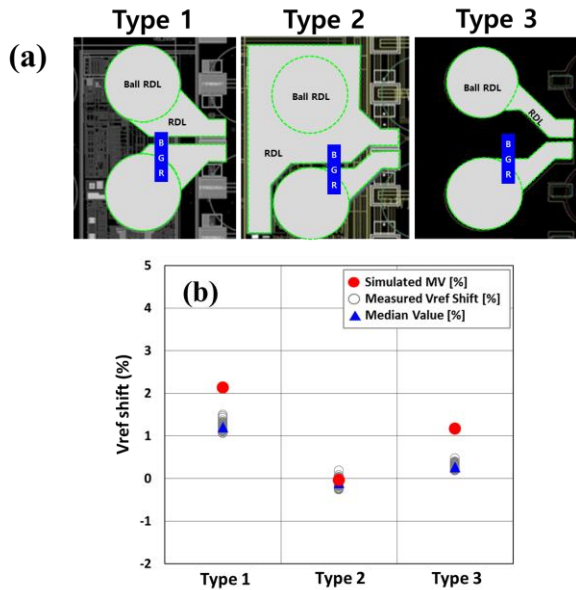 Type 1
Type 2
Type 3
(a)
Ball RDL
RDL
B
G
R
Ball RDL
RDL
B
G
R
Ball RDL
RDL
B
G
R
(b)
Simulated MV [%]
Measured Vref Shift [%]
Median Value [%]
Vref shift (%)
5
4
3
2
1
0
-1
-2
Type 1
Type 2
Type 3